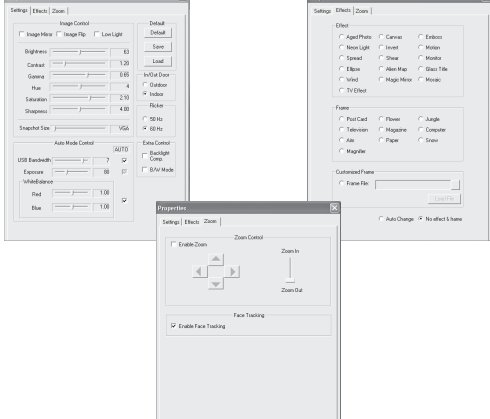 Settings Effects Zoom
Image Control
Image Mirror Image Flip Low Light
Brightness 63
Contrast 1.20
Gamma 0.65
Hue 4
Saturation 2.10
Sharpness 4.00
Snapshot Size VGA
Default
Default
Save
Load
In/Out Door
Outdoor
Indoor
Flicker
50 Hz
60 Hz
Auto Mode Control
AUTO
USB Bandwidth 7
Exposure 88
WhiteBalance
Red 1.08
Blue 1.08
Extra Control
Backlight
Comp.
B/W Mode
Settings Effects Zoom
Effect
Aged Photo Canvas Emboss
Neon Light Invert Motion
Spread Shear Monitor
Ellipse Alien Map Glass Title
Wind Magic Mirror Mosaic
TV Effect
Frame
Post Card Flower Jungle
Television Magazine Computer
Aire Paper Snow
Magnifier
Customized Frame
Frame File:
Load File
Auto Change No effect & frame
Properties
Settings Effects Zoom
Zoom Control
Enable Zoom
Zoom In
Zoom Out
Face Tracking
Enable Face Tracking